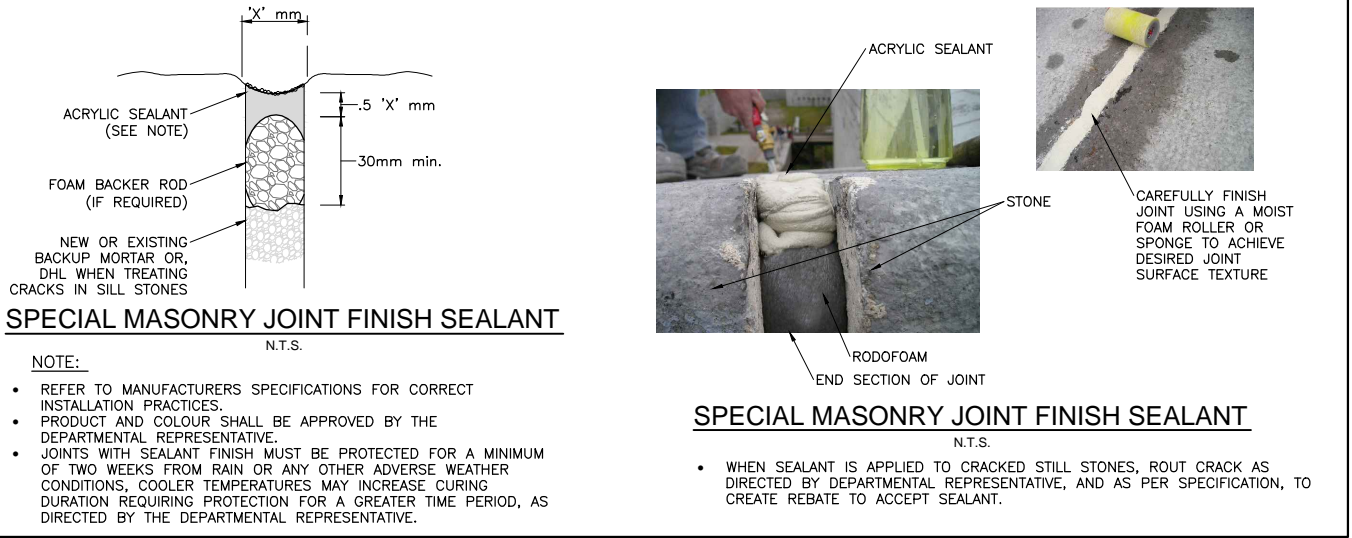 'X' mm
ACRYLIC SEALANT
(SEE NOTE)
.5 'X' mm
30mm min.
FOAM BACKER ROD
(IF REQUIRED)
NEW OR EXISTING
BACKUP MORTAR OR,
DHL WHEN TREATING
CRACKS IN SILL STONES
SPECIAL MASONRY JOINT FINISH SEALANT
N.T.S.
NOTE:
• REFER TO MANUFACTURERS SPECIFICATIONS FOR CORRECT
INSTALLATION PRACTICES.
• PRODUCT AND COLOUR SHALL BE APPROVED BY THE
DEPARTMENTAL REPRESENTATIVE.
• JOINTS WITH SEALANT FINISH MUST BE PROTECTED FOR A MINIMUM
OF TWO WEEKS FROM RAIN OR ANY OTHER ADVERSE WEATHER
CONDITIONS, COOLER TEMPERATURES MAY INCREASE CURING
DURATION REQUIRING PROTECTION FOR A GREATER TIME PERIOD, AS
DIRECTED BY THE DEPARTMENTAL REPRESENTATIVE.
ACRYLIC SEALANT
STONE
RODOFOAM
END SECTION OF JOINT
CAREFULLY FINISH
JOINT USING A MOIST
FOAM ROLLER OR
SPONGE TO ACHIEVE
DESIRED JOINT
SURFACE TEXTURE
SPECIAL MASONRY JOINT FINISH SEALANT
N.T.S.
• WHEN SEALANT IS APPLIED TO CRACKED STILL STONES, ROUT CRACK AS
DIRECTED BY DEPARTMENTAL REPRESENTATIVE, AND AS PER SPECIFICATION, TO
CREATE REBATE TO ACCEPT SEALANT.